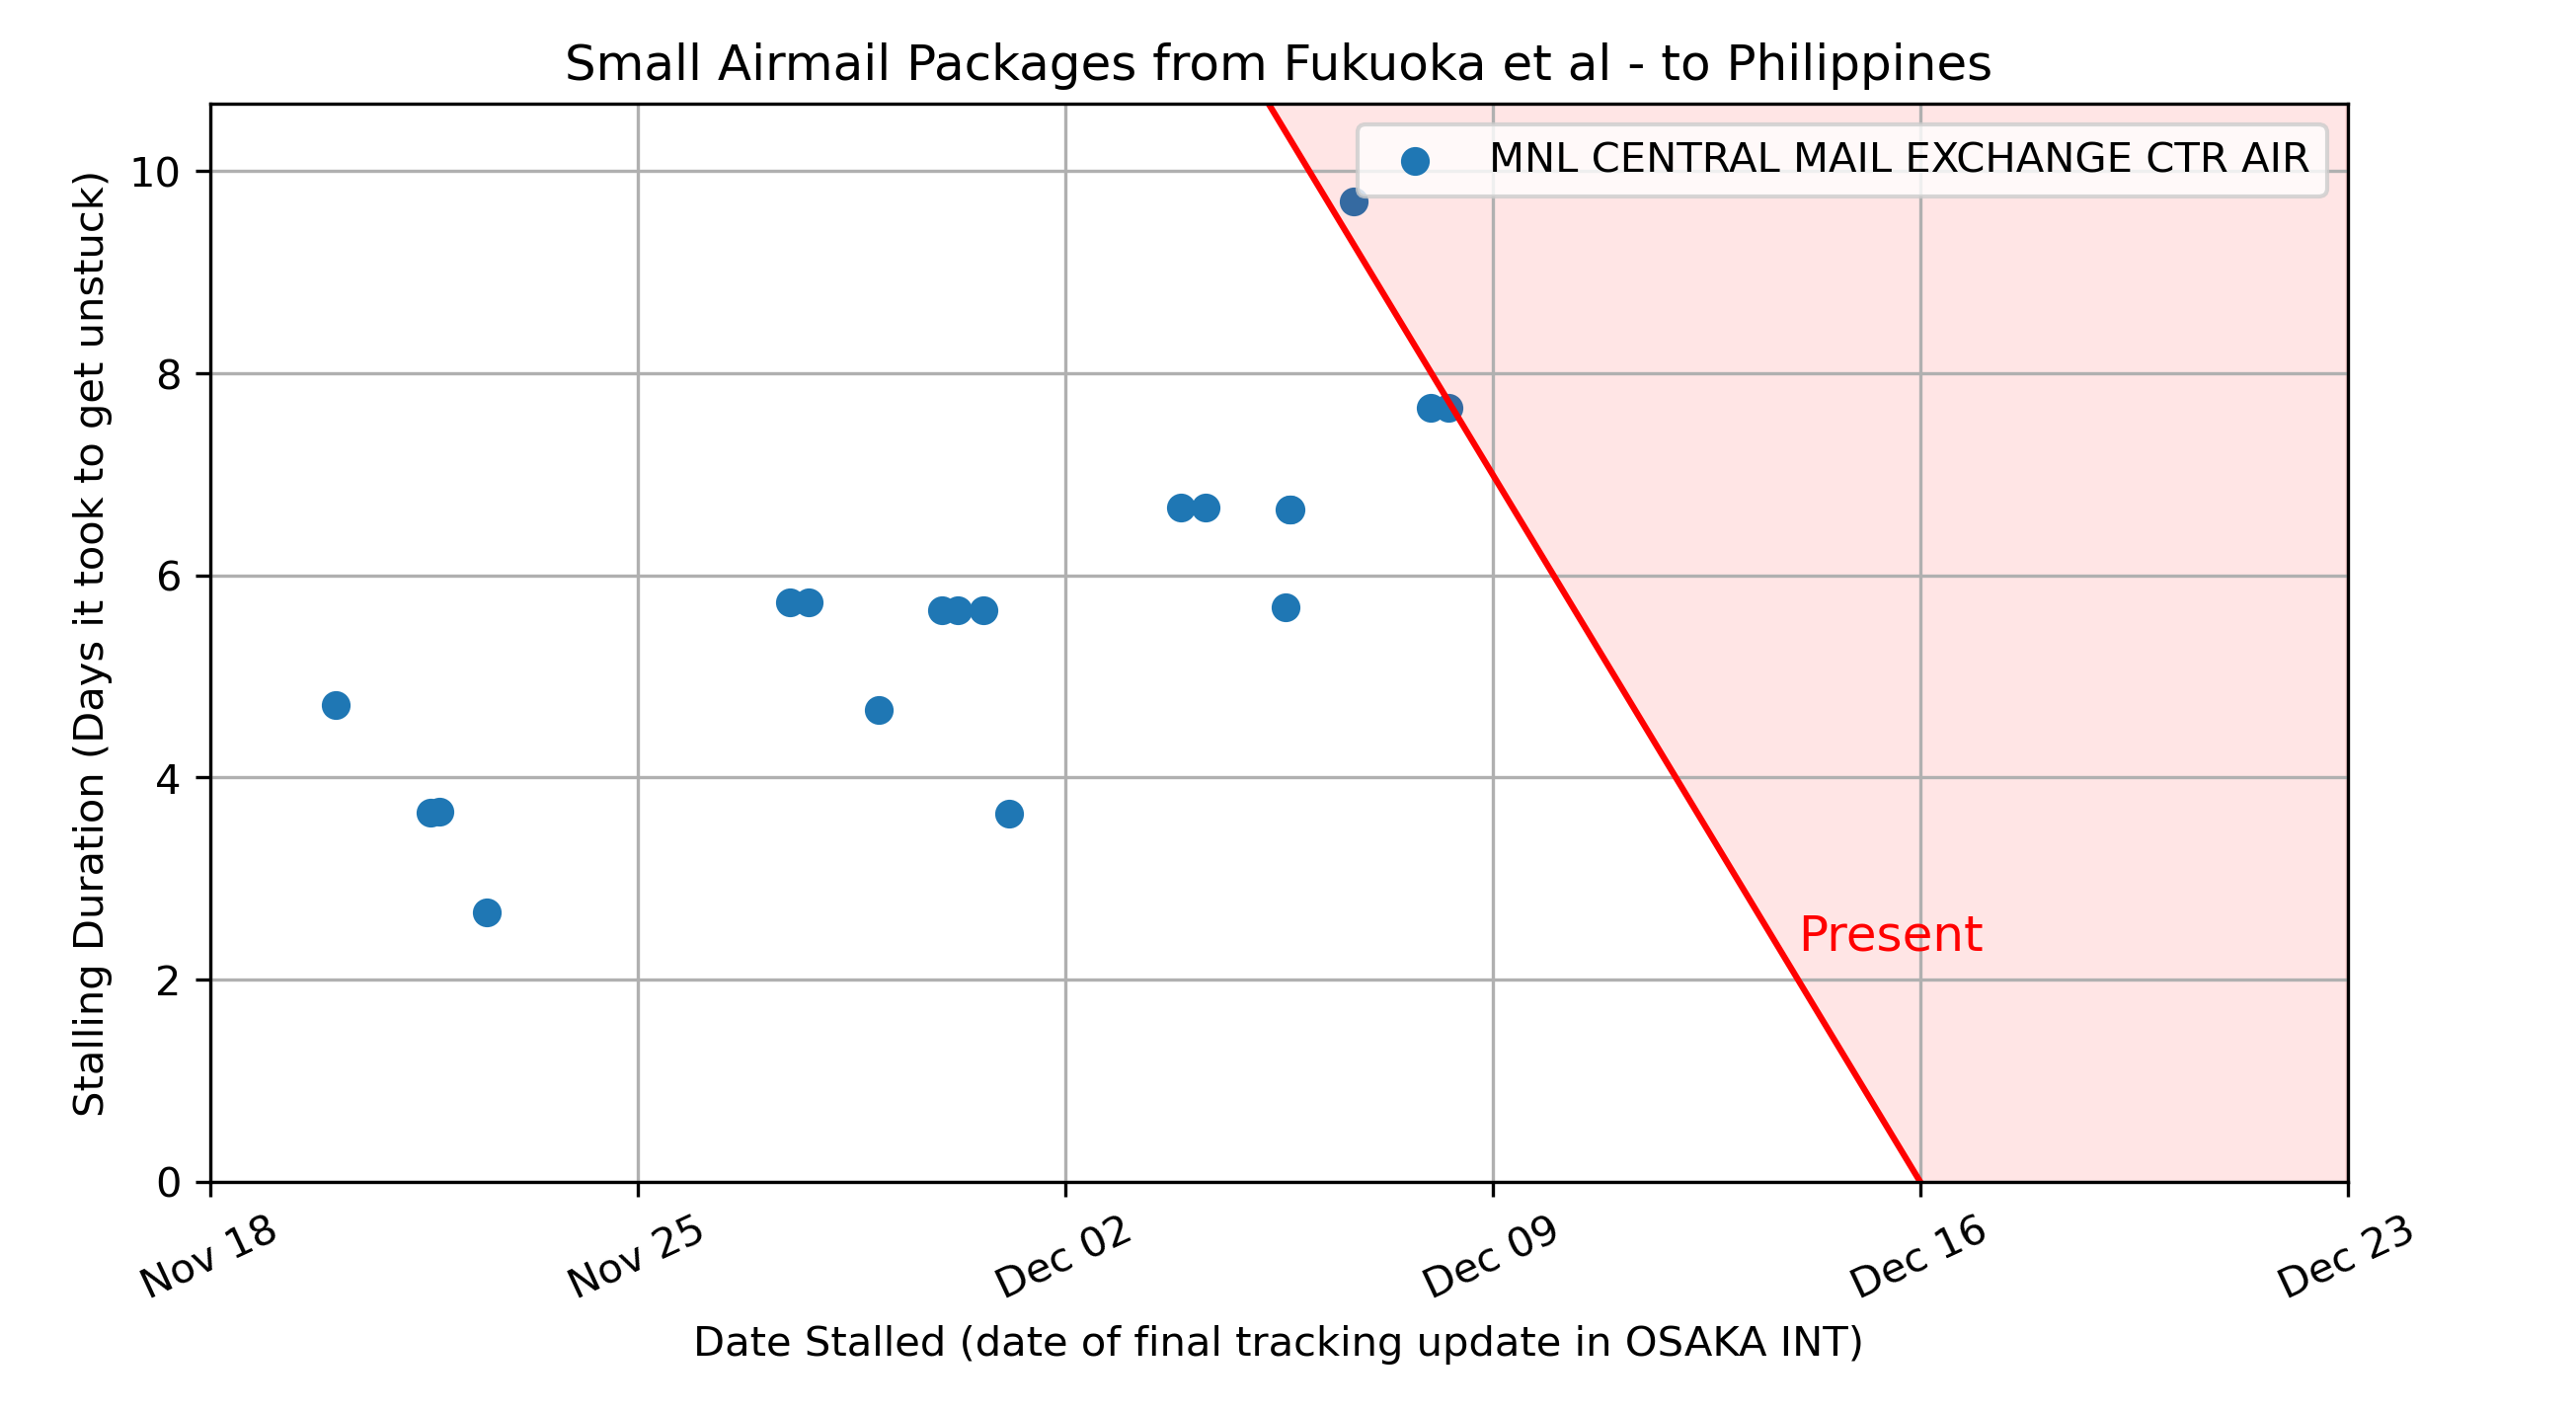 Small Airmail Packages from Fukuoka et al - to Philippines
MNL CENTRAL MAIL EXCHANGE CTR AIR
Stalling Duration (Days it took to get unstuck)
10
8
6
4
2
0
Present
Nov 18
Nov 25
Dec 02
Dec 09
Dec 16
Dec 23
Date Stalled (date of final tracking update in OSAKA INT)